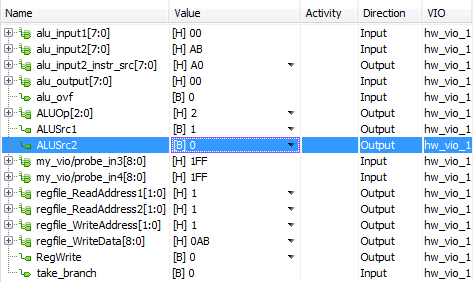 Name Value Activity Direction VIO
alu_input1[7:0] [H] 00 Input hw_vio_1
alu_input2[7:0] [H] AB Input hw_vio_1
alu_input2_instr_src[7:0] [H] A0 Output hw_vio_1
alu_output[7:0] [H] 00 Input hw_vio_1
alu_ovf [B] 0 Input hw_vio_1
ALUOp[2:0] [H] 2 Output hw_vio_1
ALUSrc1 [B] 1 Output hw_vio_1
ALUSrc2 [B] 0 Output hw_vio_1
my_vio/probe_in3[8:0] [H] 1FF Input hw_vio_1
my_vio/probe_in4[8:0] [H] 1FF Input hw_vio_1
regfile_ReadAddress1[1:0] [H] 1 Output hw_vio_1
regfile_ReadAddress2[1:0] [H] 1 Output hw_vio_1
regfile_WriteAddress[1:0] [H] 1 Output hw_vio_1
regfile_WriteData[8:0] [H] 0AB Output hw_vio_1
RegWrite [B] 0 Output hw_vio_1
take_branch [B] 0 Input hw_vio_1